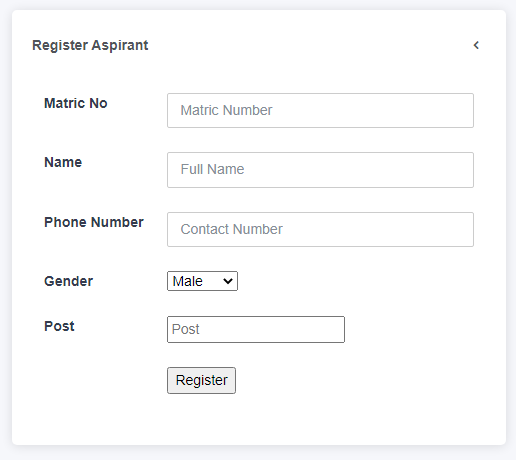 Register Aspirant
Matric No Matric Number
Name Full Name
Phone Number Contact Number
Gender Male
Post Post
Register